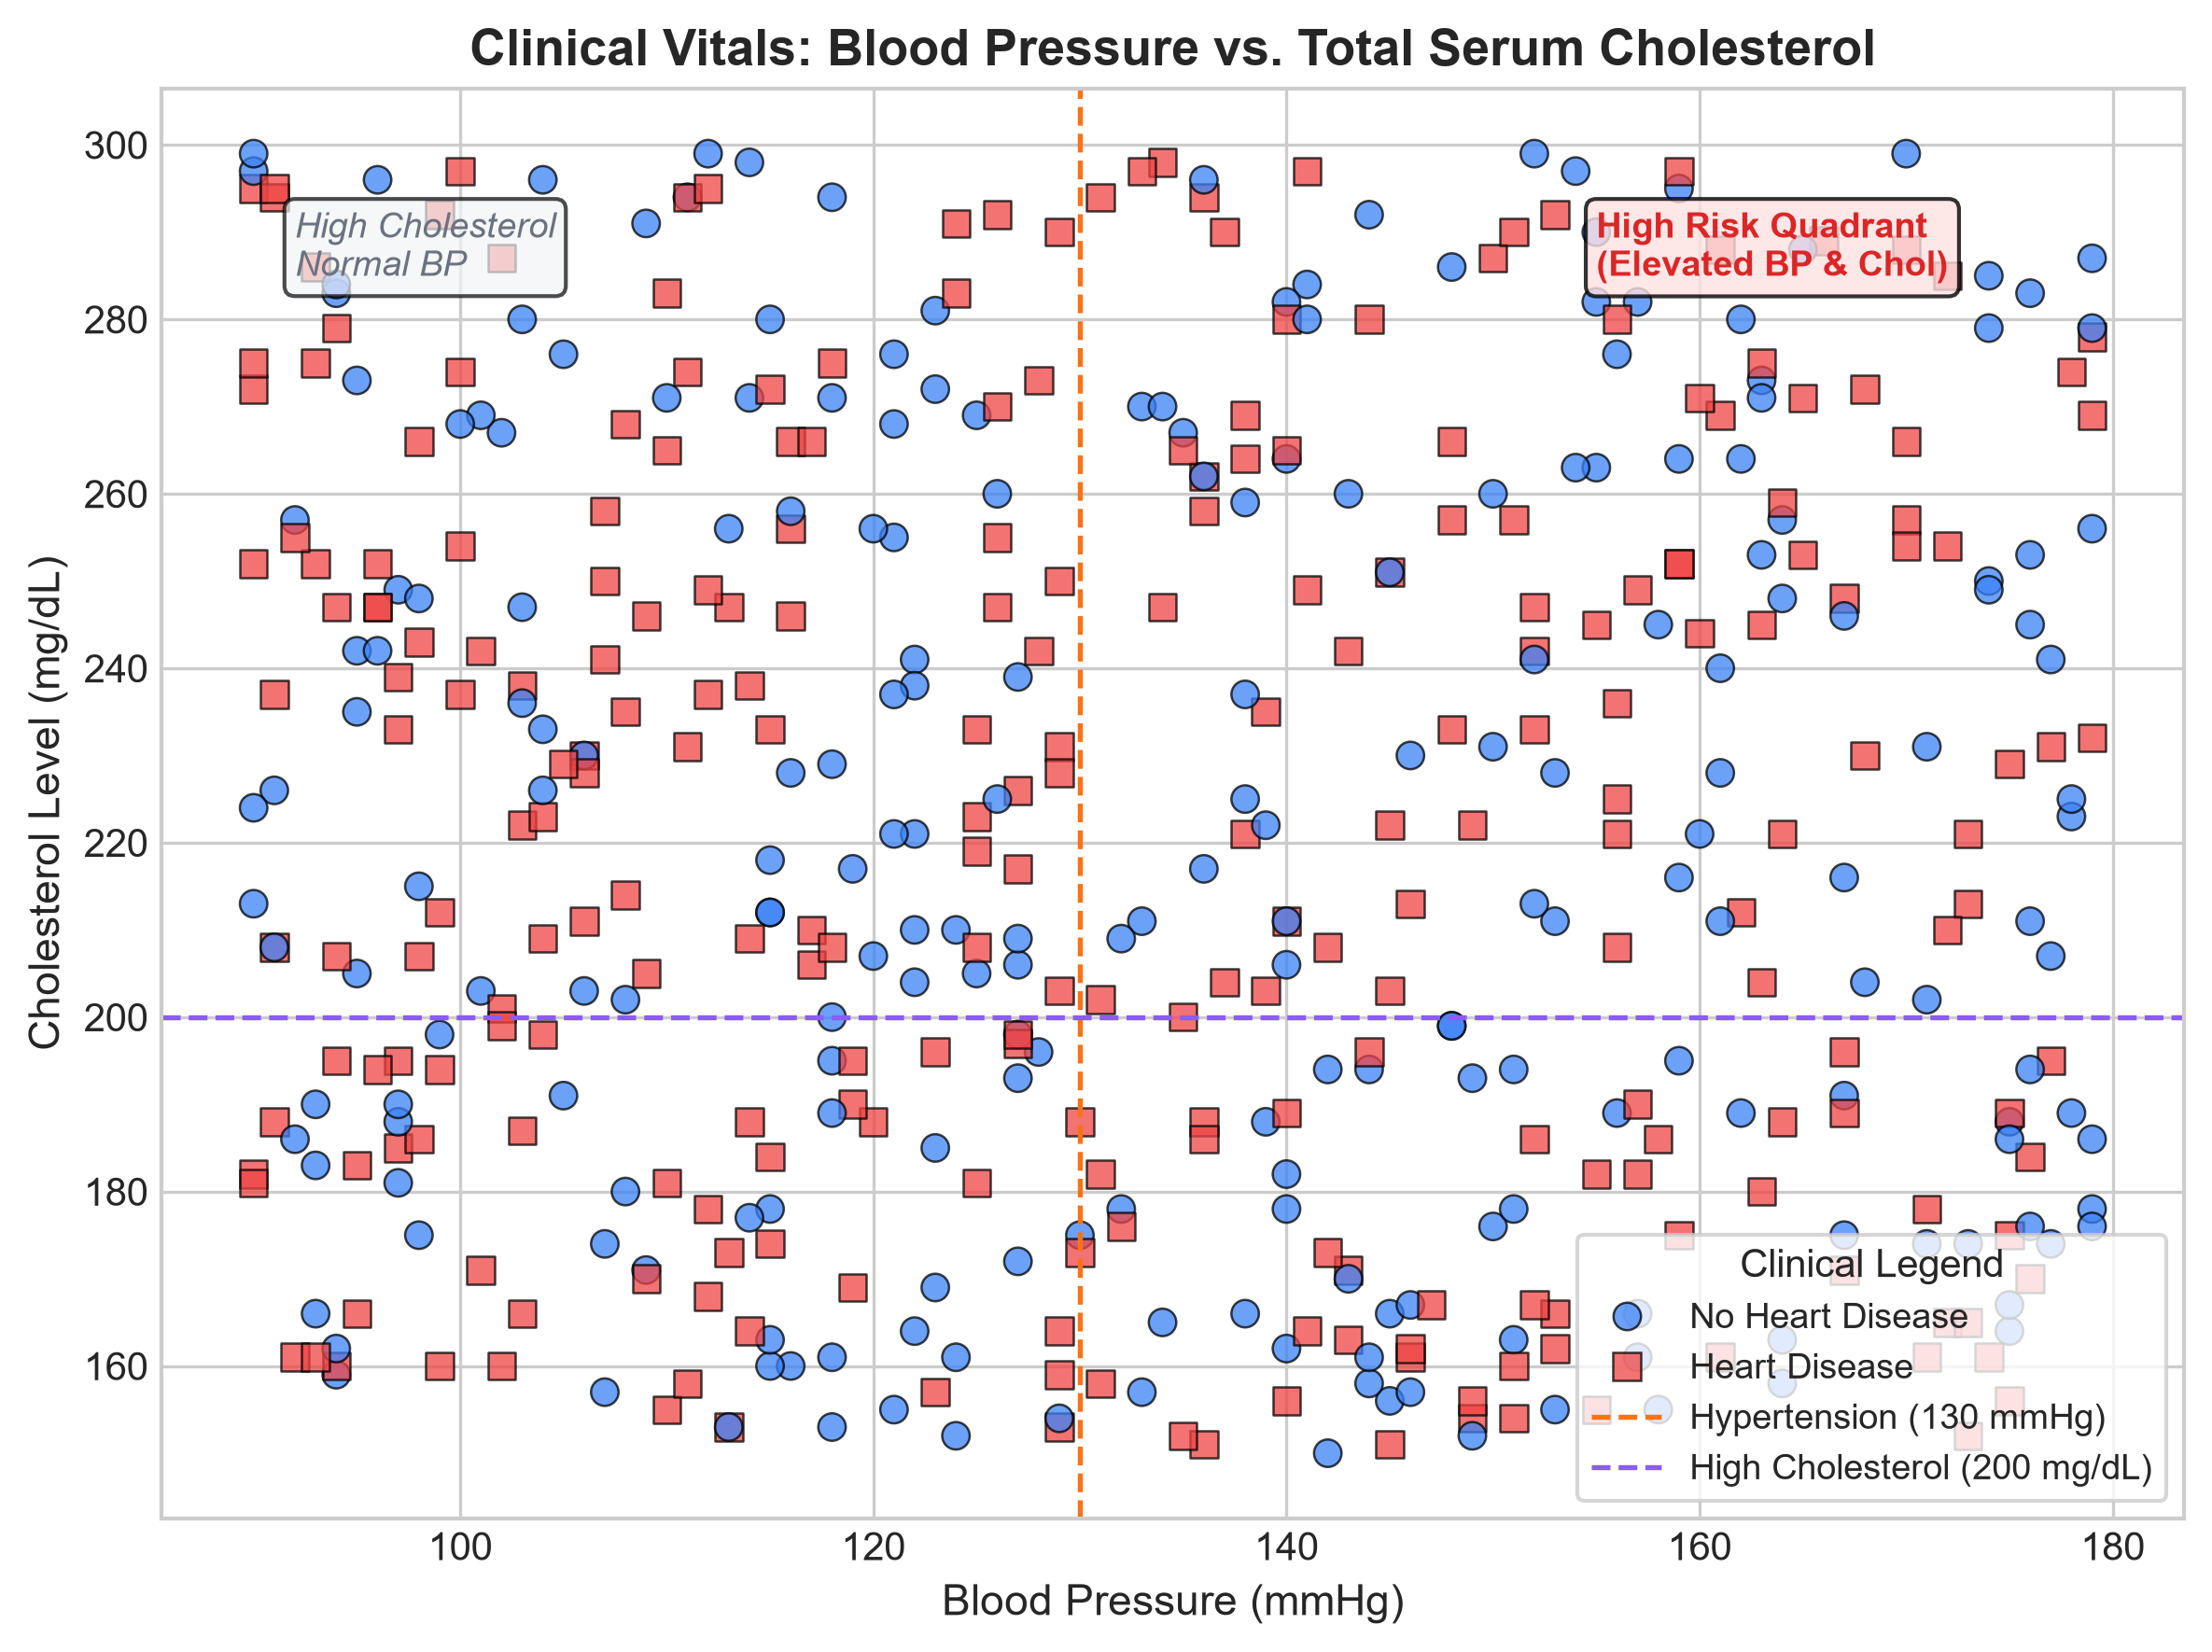 Clinical Vitals: Blood Pressure vs. Total Serum Cholesterol
Cholesterol Level (mg/dL)
300
280
260
240
220
200
180
160
High Cholesterol
Normal BP
High Risk Quadrant
(Elevated BP & Chol)
Clinical Legend
No Heart Disease
Heart Disease
Hypertension (130 mmHg)
High Cholesterol (200 mg/dL)
100
120
140
160
180
Blood Pressure (mmHg)